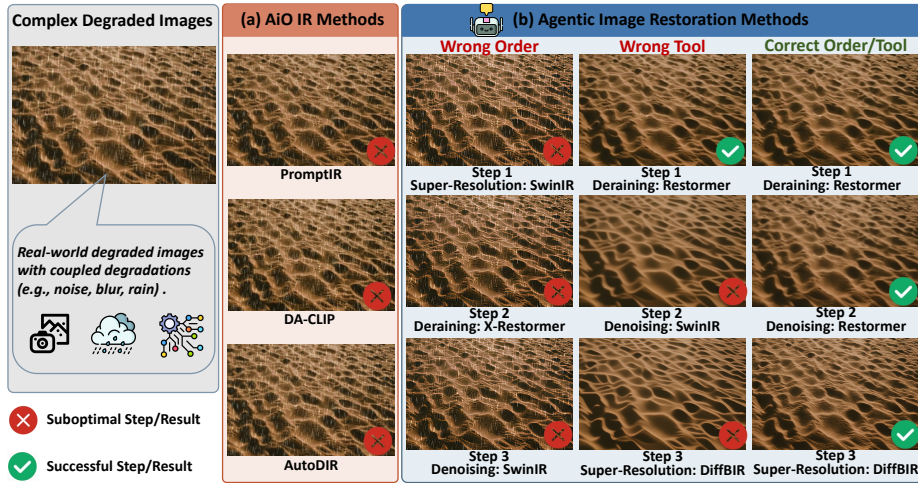 Complex Degraded Images
Real-world degraded images
with coupled degradations
(e.g., noise, blur, rain) .
Suboptimal Step/Result
Successful Step/Result
(a) AiO IR Methods
PromptIR
DA-CLIP
AutoDIR
(b) Agentic Image Restoration Methods
Wrong Order
Wrong Tool
Correct Order/Tool
Step 1
Super-Resolution: SwinIR
Step 1
Deraining: Restormer
Step 1
Deraining: Restormer
Step 2
Deraining: X-Restormer
Step 2
Denoising: SwinIR
Step 2
Denoising: Restormer
Step 3
Denoising: SwinIR
Step 3
Super-Resolution: DiffBIR
Step 3
Super-Resolution: DiffBIR